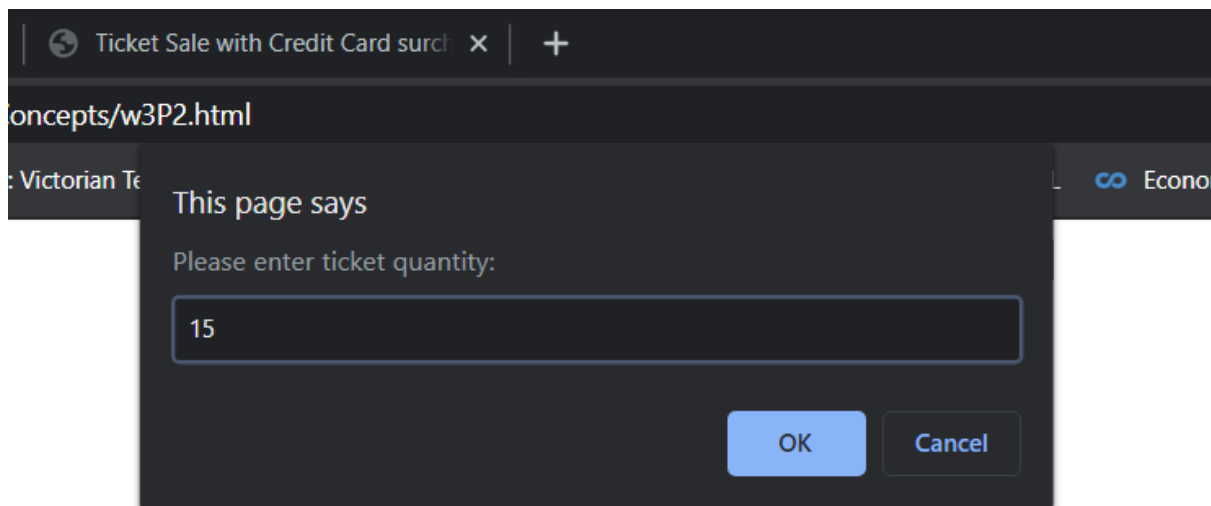 Ticket Sale with Credit Card surch
Concepts/w3P2.html
: Victorian Te
L Econo
This page says
Please enter ticket quantity:
15
OK Cancel